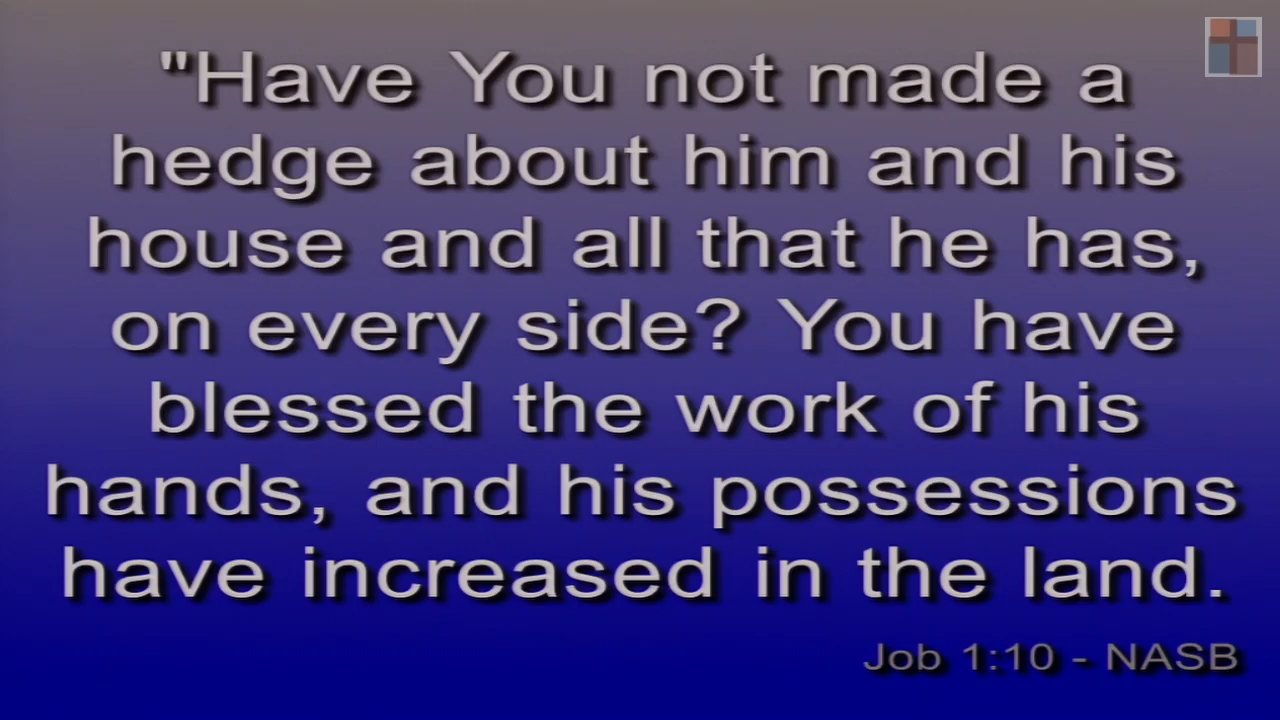 "Have You not made a
hedge about him and his
house and all that he has,
on every side? You have
blessed the work of his
hands, and his possessions
have increased in the land.
Job 1:10 - NASB